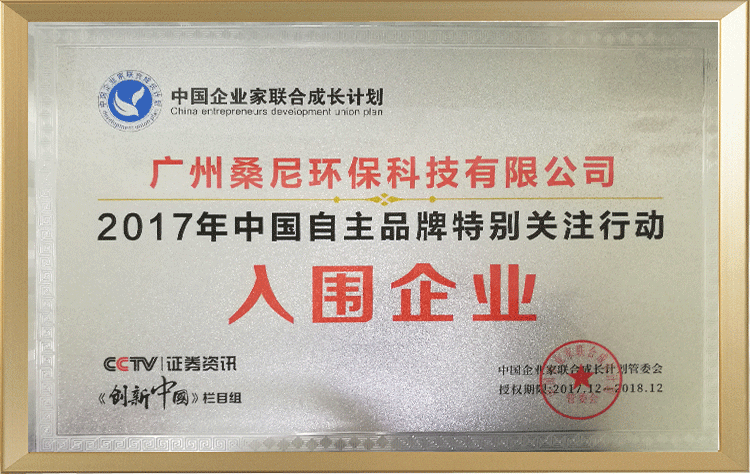 中国企业家联合成长计划
China entrepreneurs development union plan
广州桑尼环保科技有限公司
2017年中国自主品牌特别关注行动
入围企业
CCTV|证券资讯
《创新中國》栏目组
中国企业家联合成长计划管委会
授权期限:2017.12--2018.12
管委会